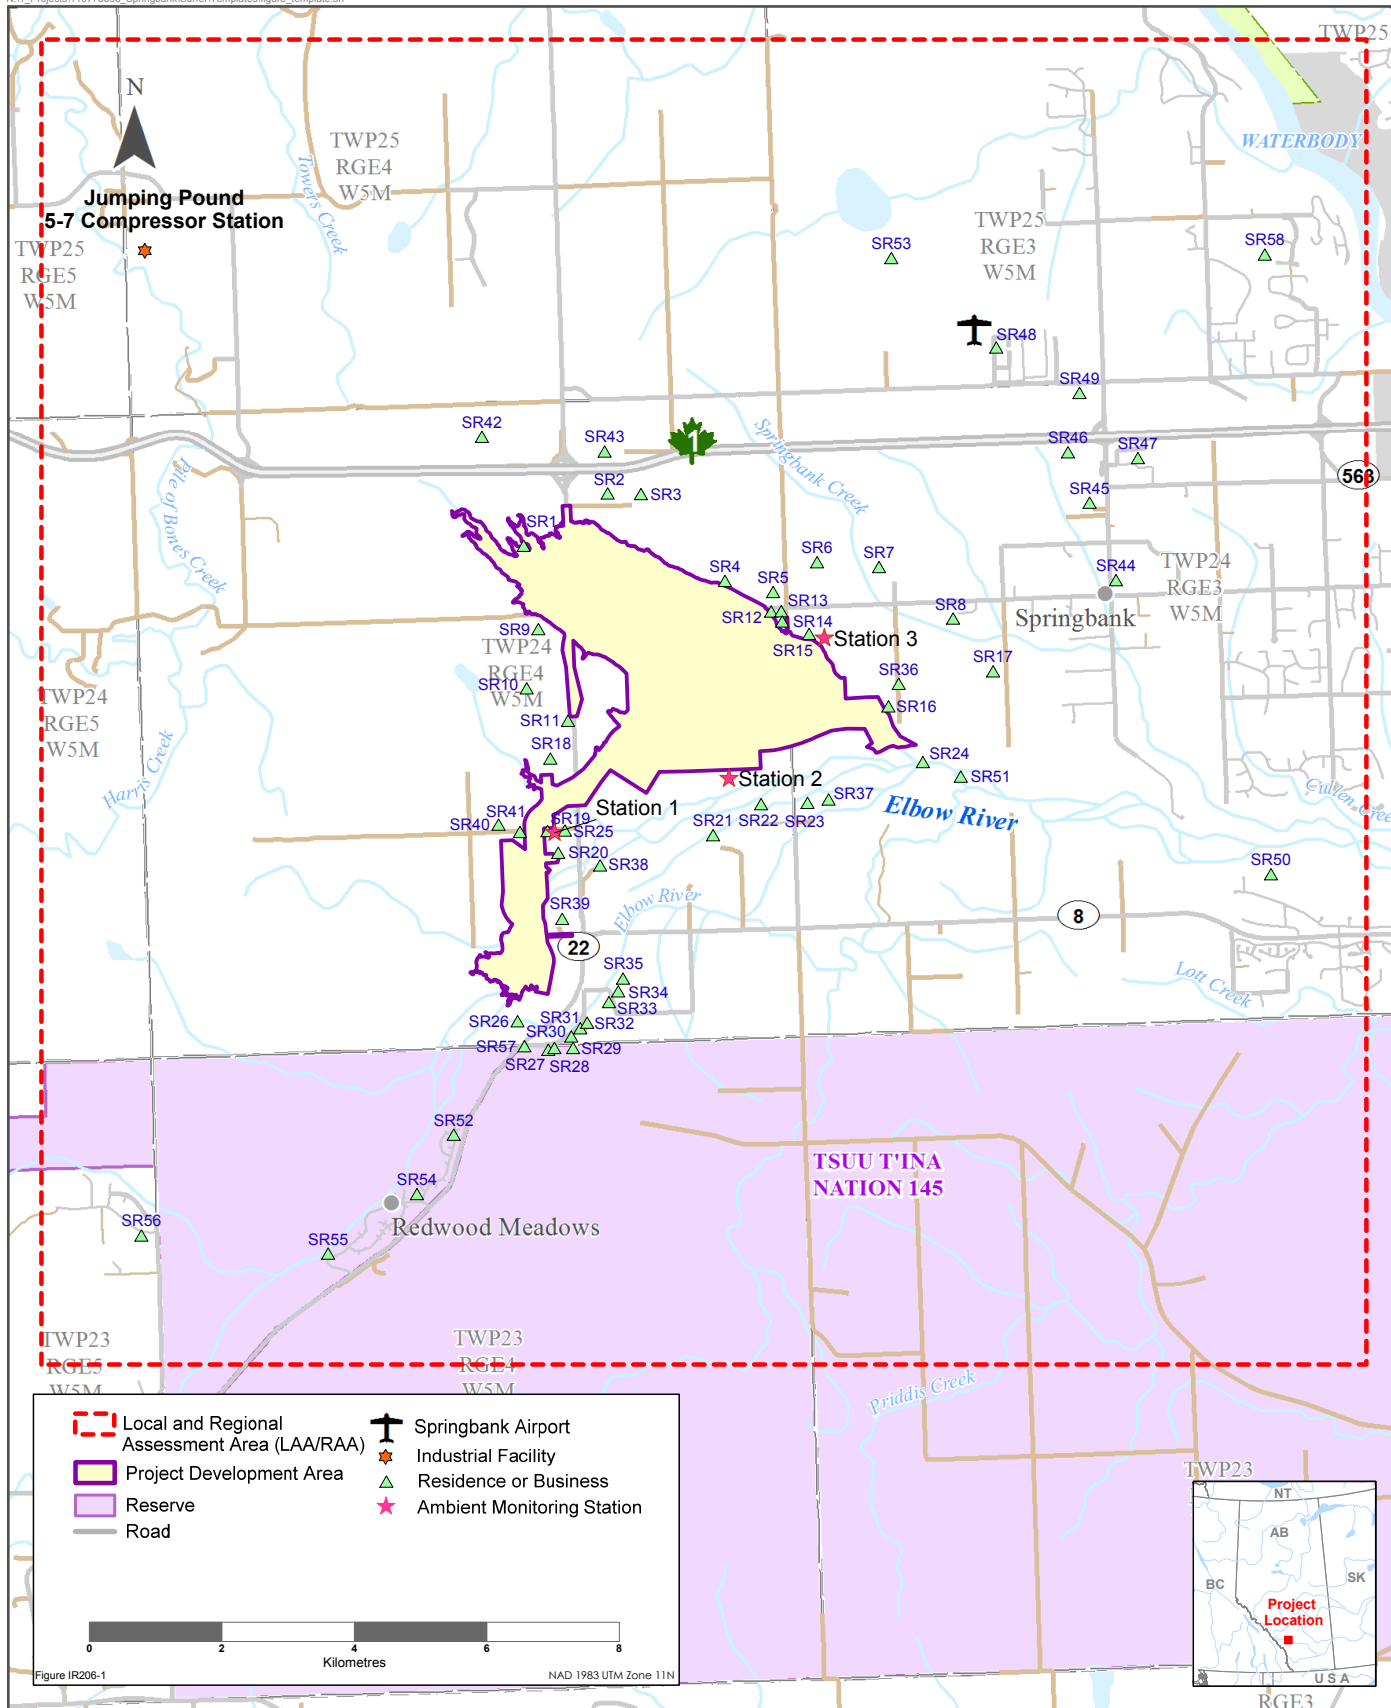 TWP25
N
WATERBODY
TWP25
RGE4
W5M
Towers Creek
Jumping Pound
5-7 Compressor Station
TWP25
RGE5
W5M
TWP25
RGE3
W5M
SR53
SR58
SR48
SR49
SR42
SR43
1
SR46
SR47
Springbank Creek
Pile of Bones Creek
563
SR2
SR3
SR45
SR1
SR6
SR7
SR4
SR5
SR44
TWP24
RGE3
W5M
SR12
SR13
SR8
Springbank
SR14
SR9
SR15
Station 3
TWP24
RGE4
W5M
SR10
SR36
SR17
TWP24
RGE5
W5M
SR16
SR11
Harris Creek
SR18
SR24
Station 2
SR51
Cullen Cree
Station 1
SR37
SR41
SR40
SR19
SR25
SR21
SR22
SR23
Elbow River
SR20
SR38
SR50
Elbow River
SR39
8
22
SR35
SR34
SR33
Lott Creek
SR26
SR31
SR32
SR30
SR57
SR29
SR27
SR28
SR52
TSUU T'INA
NATION 145
SR54
SR56
Redwood Meadows
SR55
TWP23
RGE5
W5M
TWP23
RGE4
W5M
Priddis Creek
TWP23
RGE3
Local and Regional
Assessment Area (LAA/RAA)
Project Development Area
Reserve
Road
Springbank Airport
Industrial Facility
Residence or Business
Ambient Monitoring Station
0 2 4 6 8
Kilometres
Figure IR206-1
NAD 1983 UTM Zone 11N
NT
AB
BC
SK
Project
Location
U S A